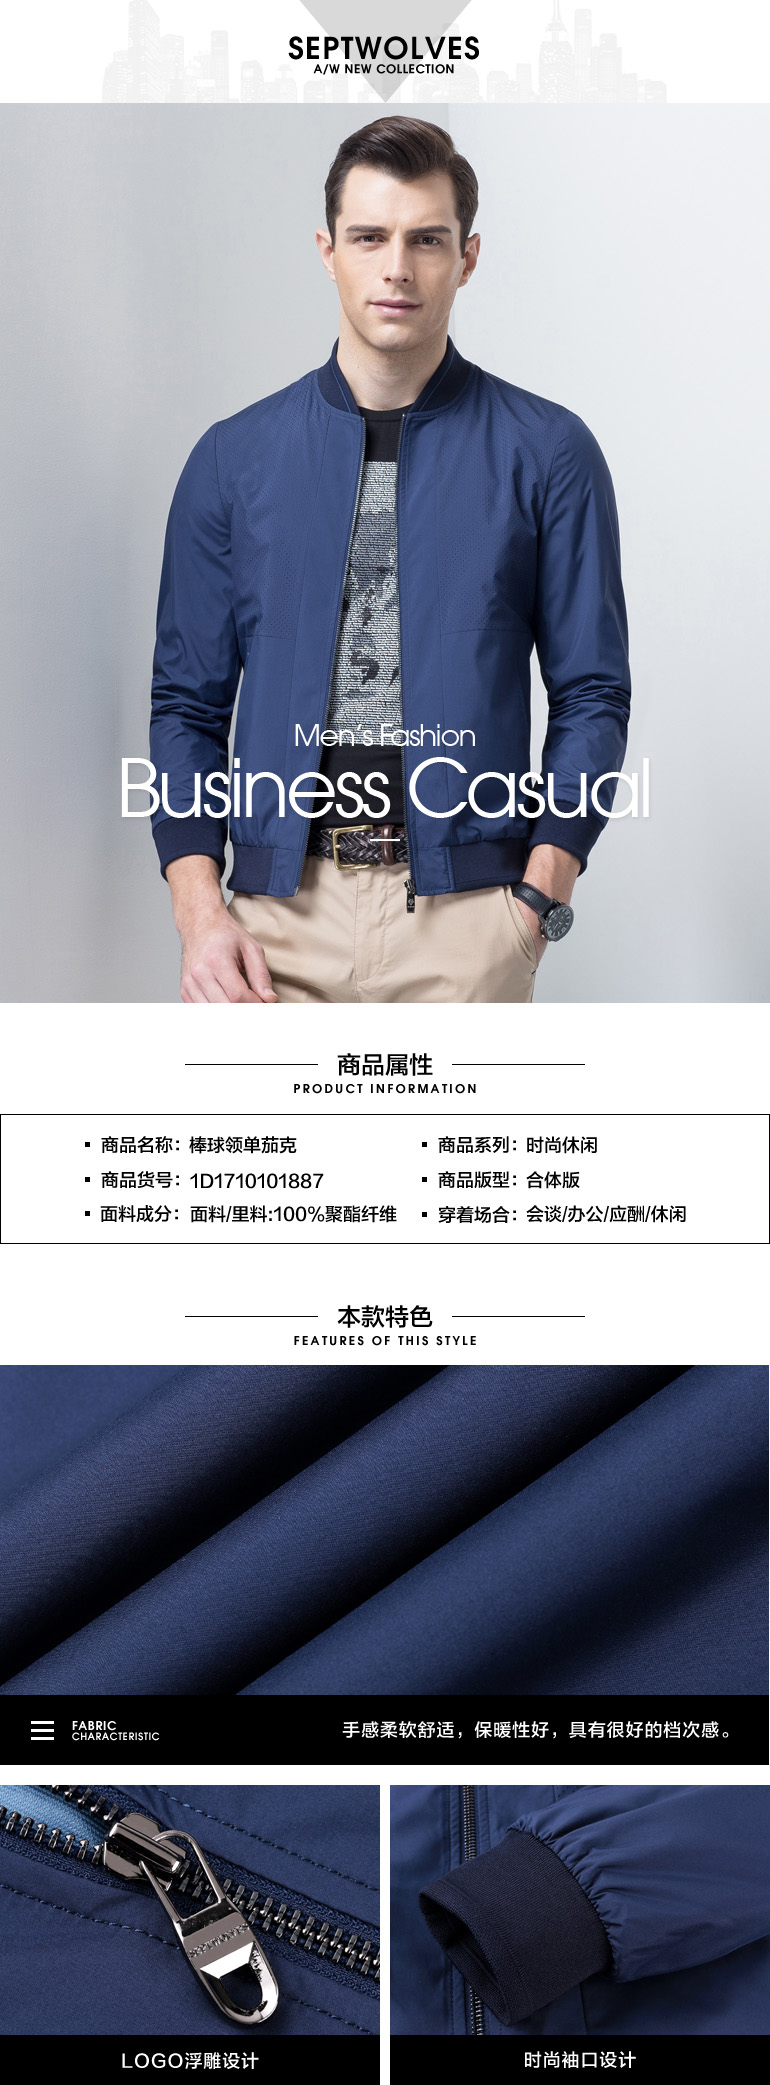 SEPTWOLVES
A/W NEW COLLECTION
Men's Fashion
Business Casual
商品属性
PRODUCT INFORMATION
▪ 商品名称：棒球领单茄克
▪ 商品系列：时尚休闲
▪ 商品货号：1D1710101887
▪ 商品版型：合体版
▪ 面料成分：面料/里料:100%聚酯纤维
▪ 穿着场合：会谈/办公/应酬/休闲
本款特色
FEATURES OF THIS STYLE
FABRIC
CHARACTERISTIC
手感柔软舒适，保暖性好，具有很好的档次感。
SEPTWOLVES
LOGO浮雕设计
时尚袖口设计